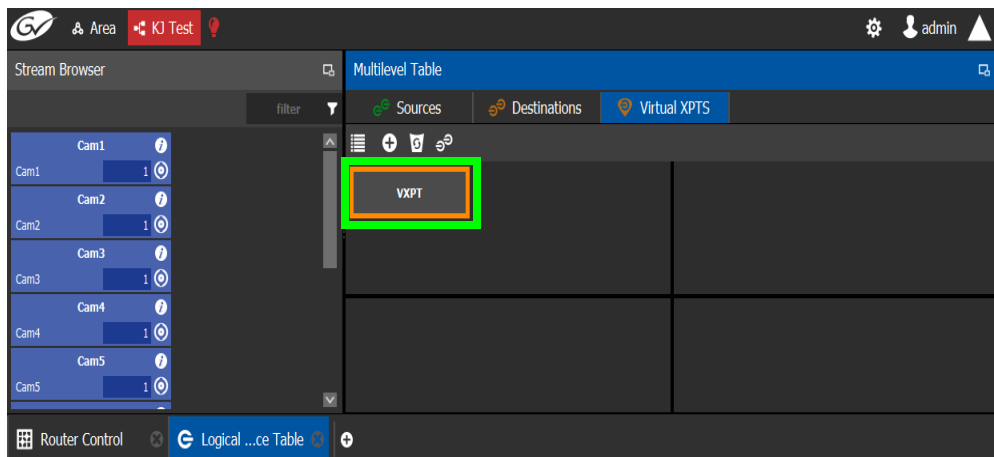 GV Area KJ Test admin
Stream Browser
filter
Cam1
Cam1 1
Cam2
Cam2 1
Cam3
Cam3 1
Cam4
Cam4 1
Cam5
Cam5 1
Multilevel Table
Sources Destinations Virtual XPTS
VXPT
Router Control Logical ...ce Table